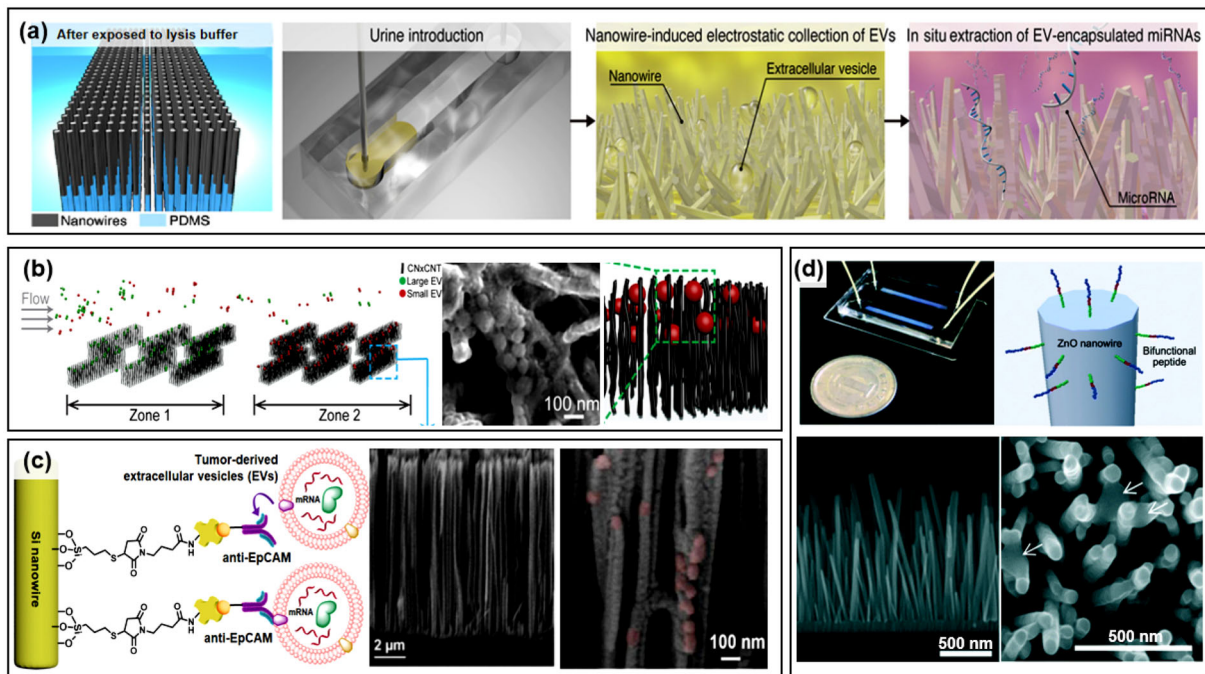 (a)
After exposed to lysis buffer
Nanowires
PDMS
Urine introduction
Nanowire-induced electrostatic collection of EVs
Nanowire
Extracellular vesicle
In situ extraction of EV-encapsulated miRNAs
MicroRNA
(b)
Flow
Zone 1
Zone 2
CNxCNT
Large EV
Small EV
100 nm
(c)
Si nanowire
Tumor-derived
extracellular vesicles (EVs)
mRNA
anti-EpCAM
O
O
O
Si
S
O
O
N
O
N
H
mRNA
anti-EpCAM
O
O
O
Si
S
O
O
N
O
N
H
2 µm
100 nm
(d)
ZnO nanowire
Bifunctional
peptide
500 nm
500 nm